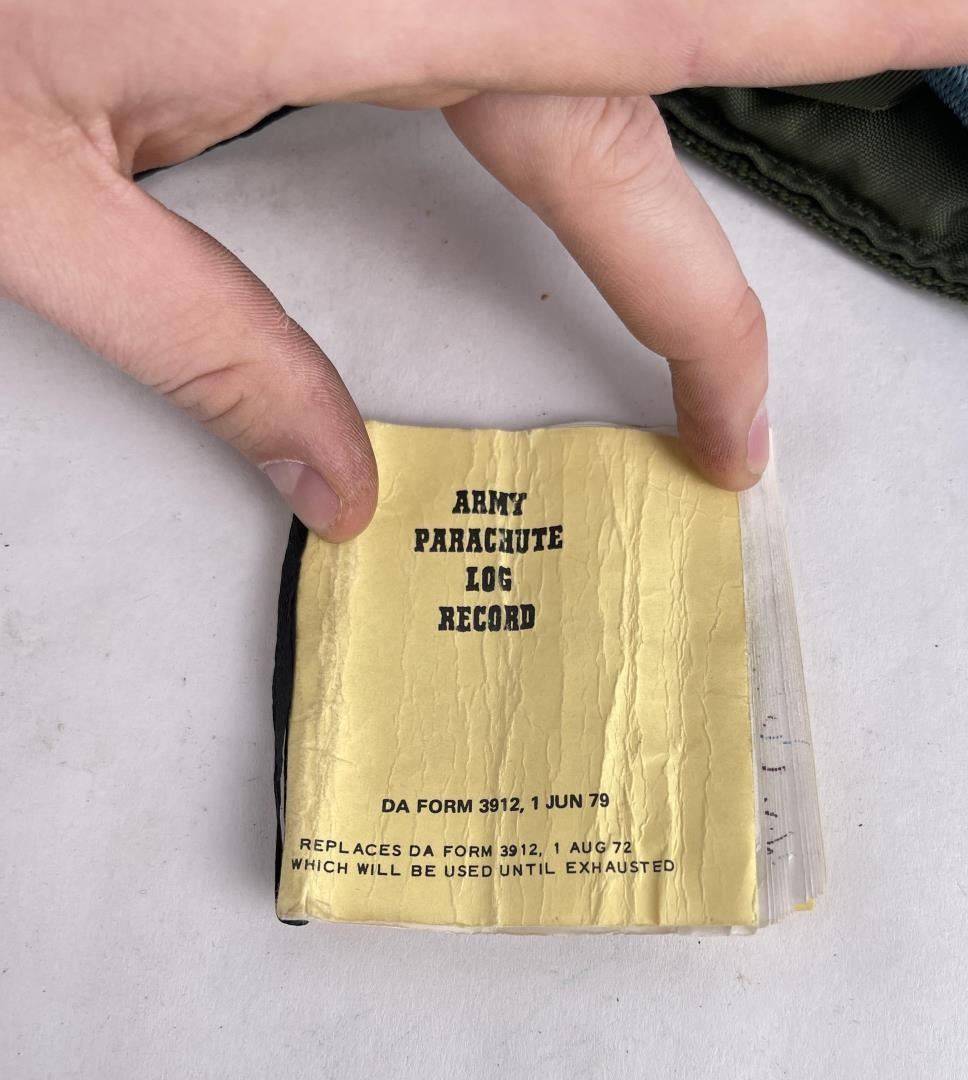 ARMY
PARACHUTE
LOG
RECORD
DA FORM 3912, 1 JUN 79
REPLACES DA FORM 3912, 1 AUG 72
WHICH WILL BE USED UNTIL EXHAUSTED